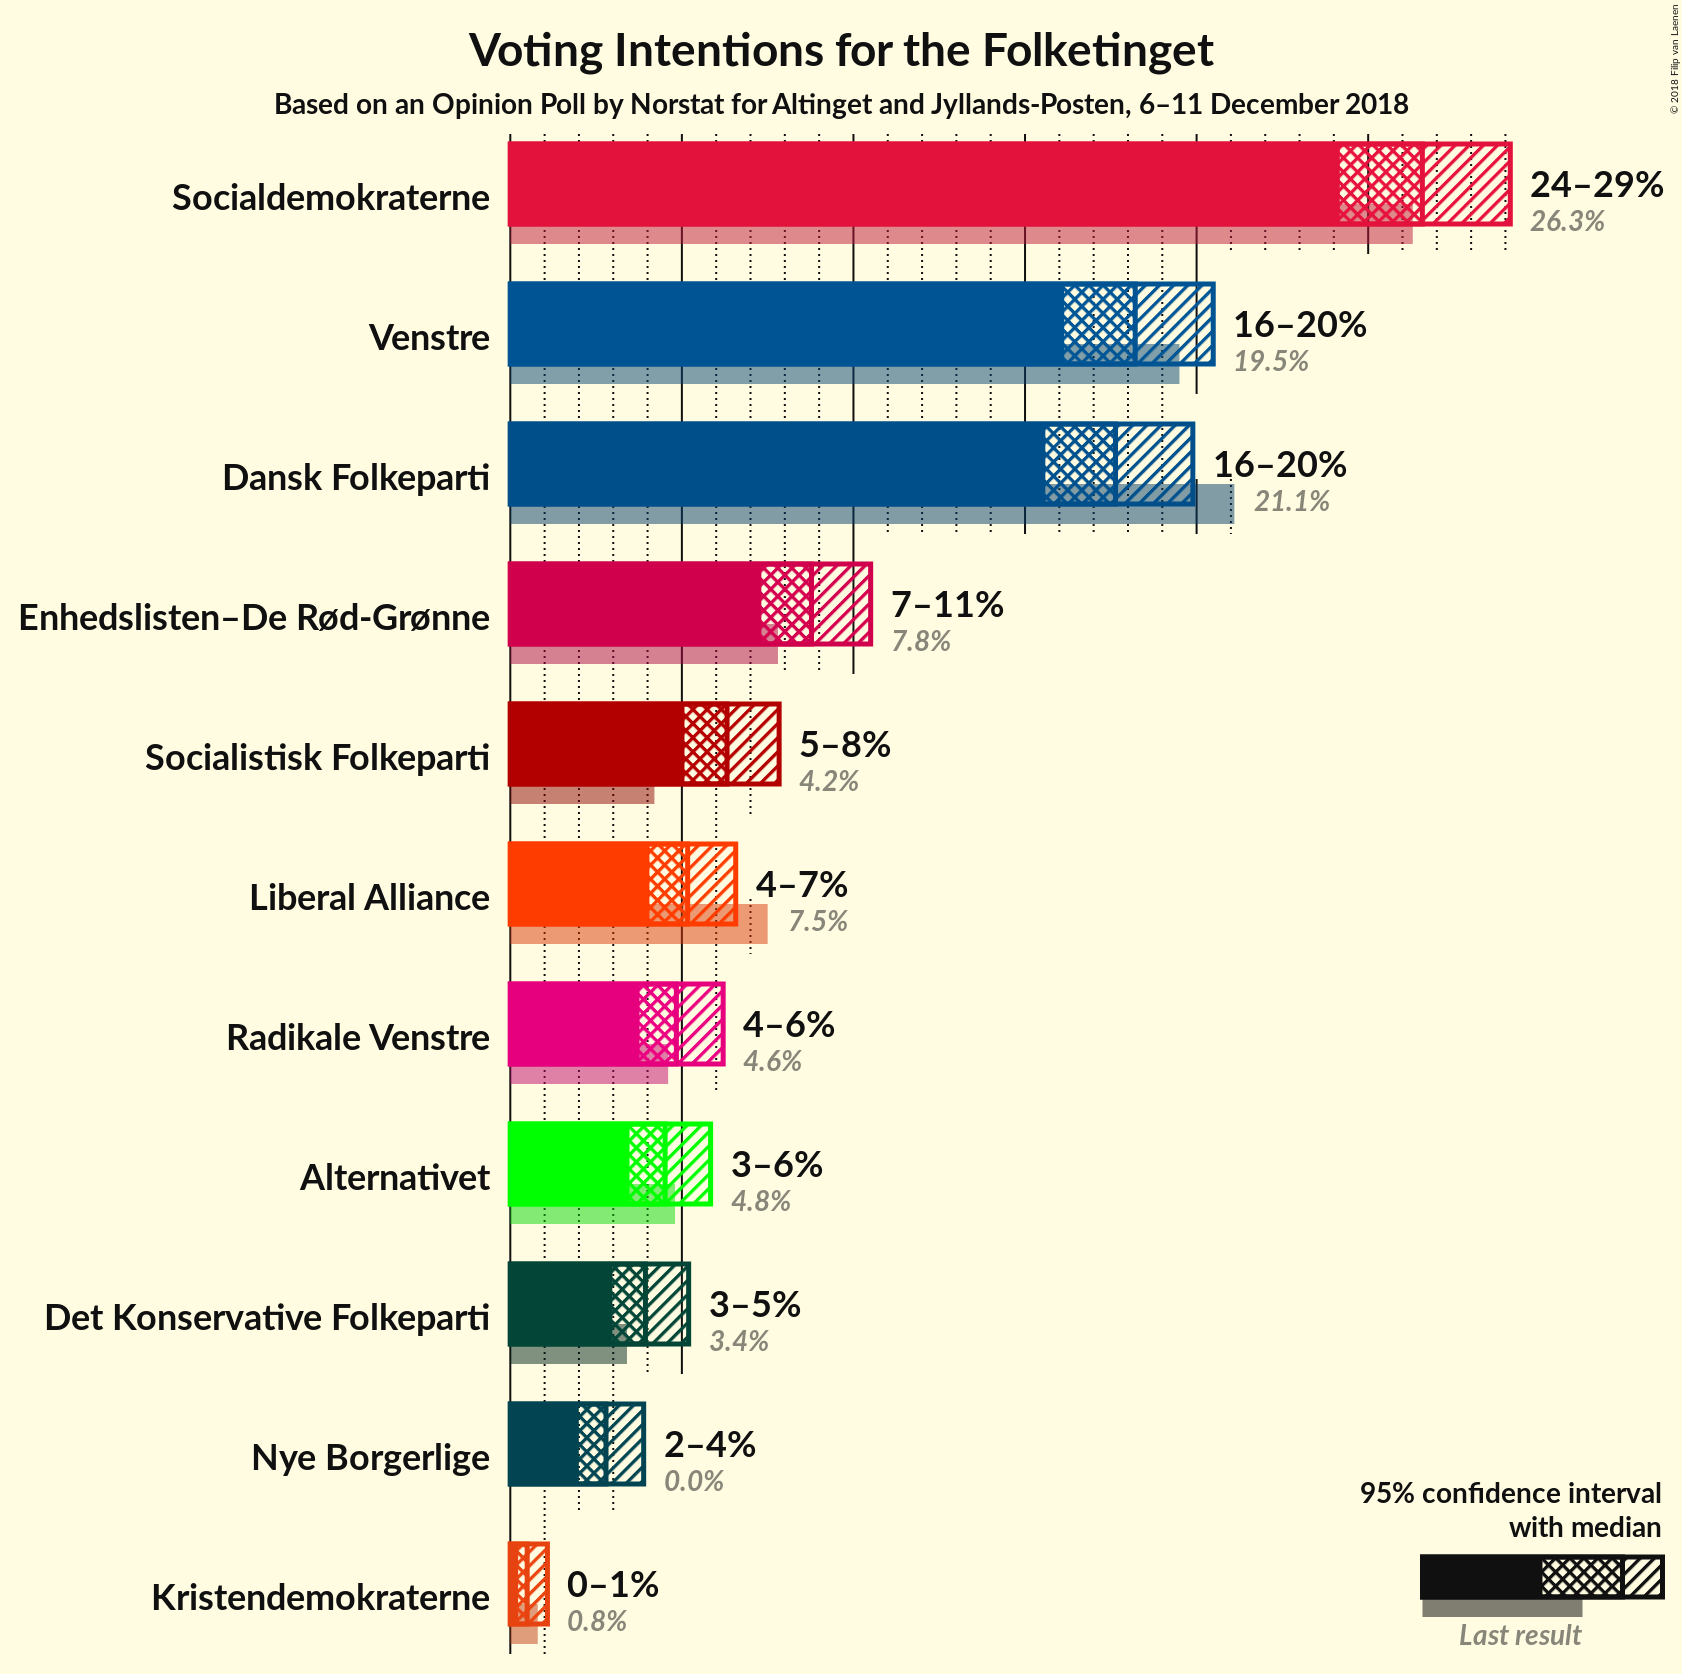 Voting Intentions for the Folketinget
Based on an Opinion Poll by Norstat for Altinget and Jyllands-Posten, 6–11 December 2018
© 2018 Filip van Laenen
Socialdemokraterne
24–29%
26.3%
Venstre
16–20%
19.5%
Dansk Folkeparti
16–20%
21.1%
Enhedslisten–De Rød-Grønne
7–11%
7.8%
Socialistisk Folkeparti
5–8%
4.2%
Liberal Alliance
4–7%
7.5%
Radikale Venstre
4–6%
4.6%
Alternativet
3–6%
4.8%
Det Konservative Folkeparti
3–5%
3.4%
Nye Borgerlige
2–4%
0.0%
Kristendemokraterne
0–1%
0.8%
95% confidence interval
with median
Last result